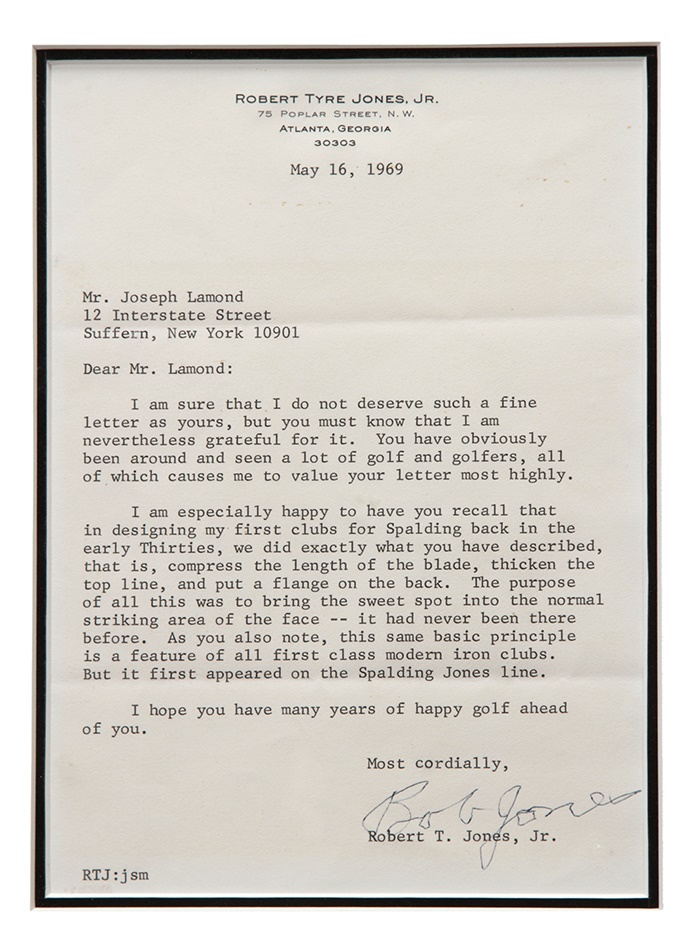 ROBERT TYRE JONES, JR.
75 POPLAR STREET, N. W.
ATLANTA, GEORGIA
30303
May 16, 1969
Mr. Joseph Lamond
12 Interstate Street
Suffern, New York 10901
Dear Mr. Lamond:
I am sure that I do not deserve such a fine
letter as yours, but you must know that I am
nevertheless grateful for it. You have obviously
been around and seen a lot of golf and golfers, all
of which causes me to value your letter most highly.
I am especially happy to have you recall that
in designing my first clubs for Spalding back in the
early Thirties, we did exactly what you have described,
that is, compress the length of the blade, thicken the
top line, and put a flange on the back. The purpose
of all this was to bring the sweet spot into the normal
striking area of the face -- it had never been there
before. As you also note, this same basic principle
is a feature of all first class modern iron clubs.
But it first appeared on the Spalding Jones line.
I hope you have many years of happy golf ahead
of you.
Most cordially,
Bob Jones
Robert T. Jones, Jr.
RTJ:jsm